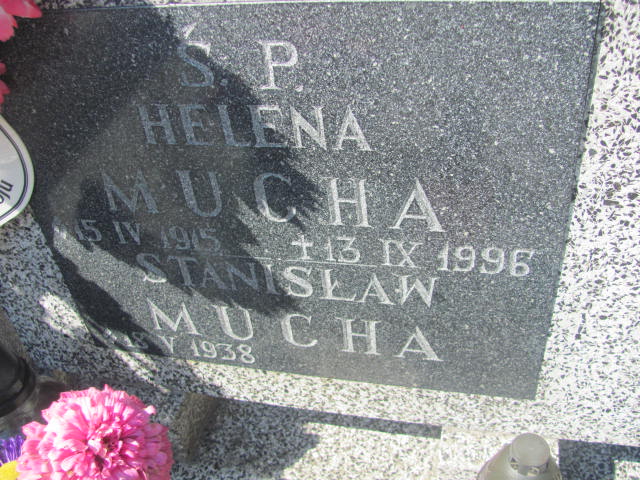 Ś. P.
HELENA
MUCHA
15 IV 1915 † 13 IX 1996
STANISŁAW
MUCHA
V 1938